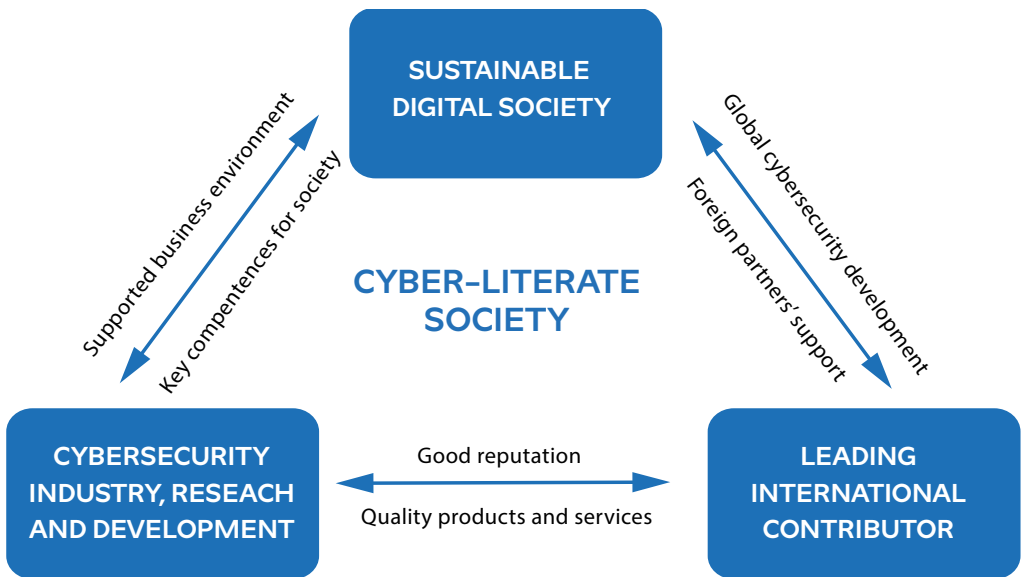 SUSTAINABLE
DIGITAL SOCIETY
Supported business environment
Key compentences for society
Global cybersecurity development
Foreign partners' support
CYBER–LITERATE
SOCIETY
CYBERSECURITY
INDUSTRY, RESEACH
AND DEVELOPMENT
Good reputation
Quality products and services
LEADING
INTERNATIONAL
CONTRIBUTOR